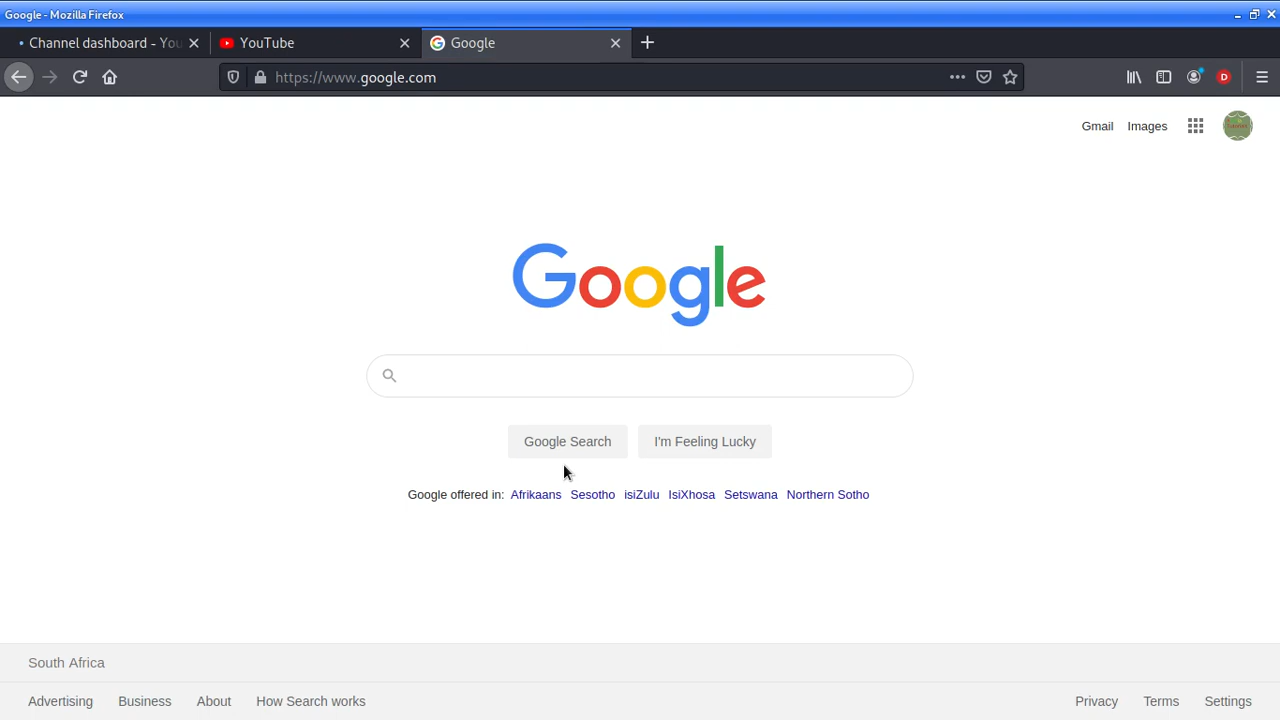 Google - Mozilla Firefox
Channel dashboard - You
YouTube
Google
https://www.google.com
D
Gmail Images
Google
Google Search I'm Feeling Lucky
Google offered in: Afrikaans Sesotho isiZulu IsiXhosa Setswana Northern Sotho
South Africa
Advertising Business About How Search works Privacy Terms Settings